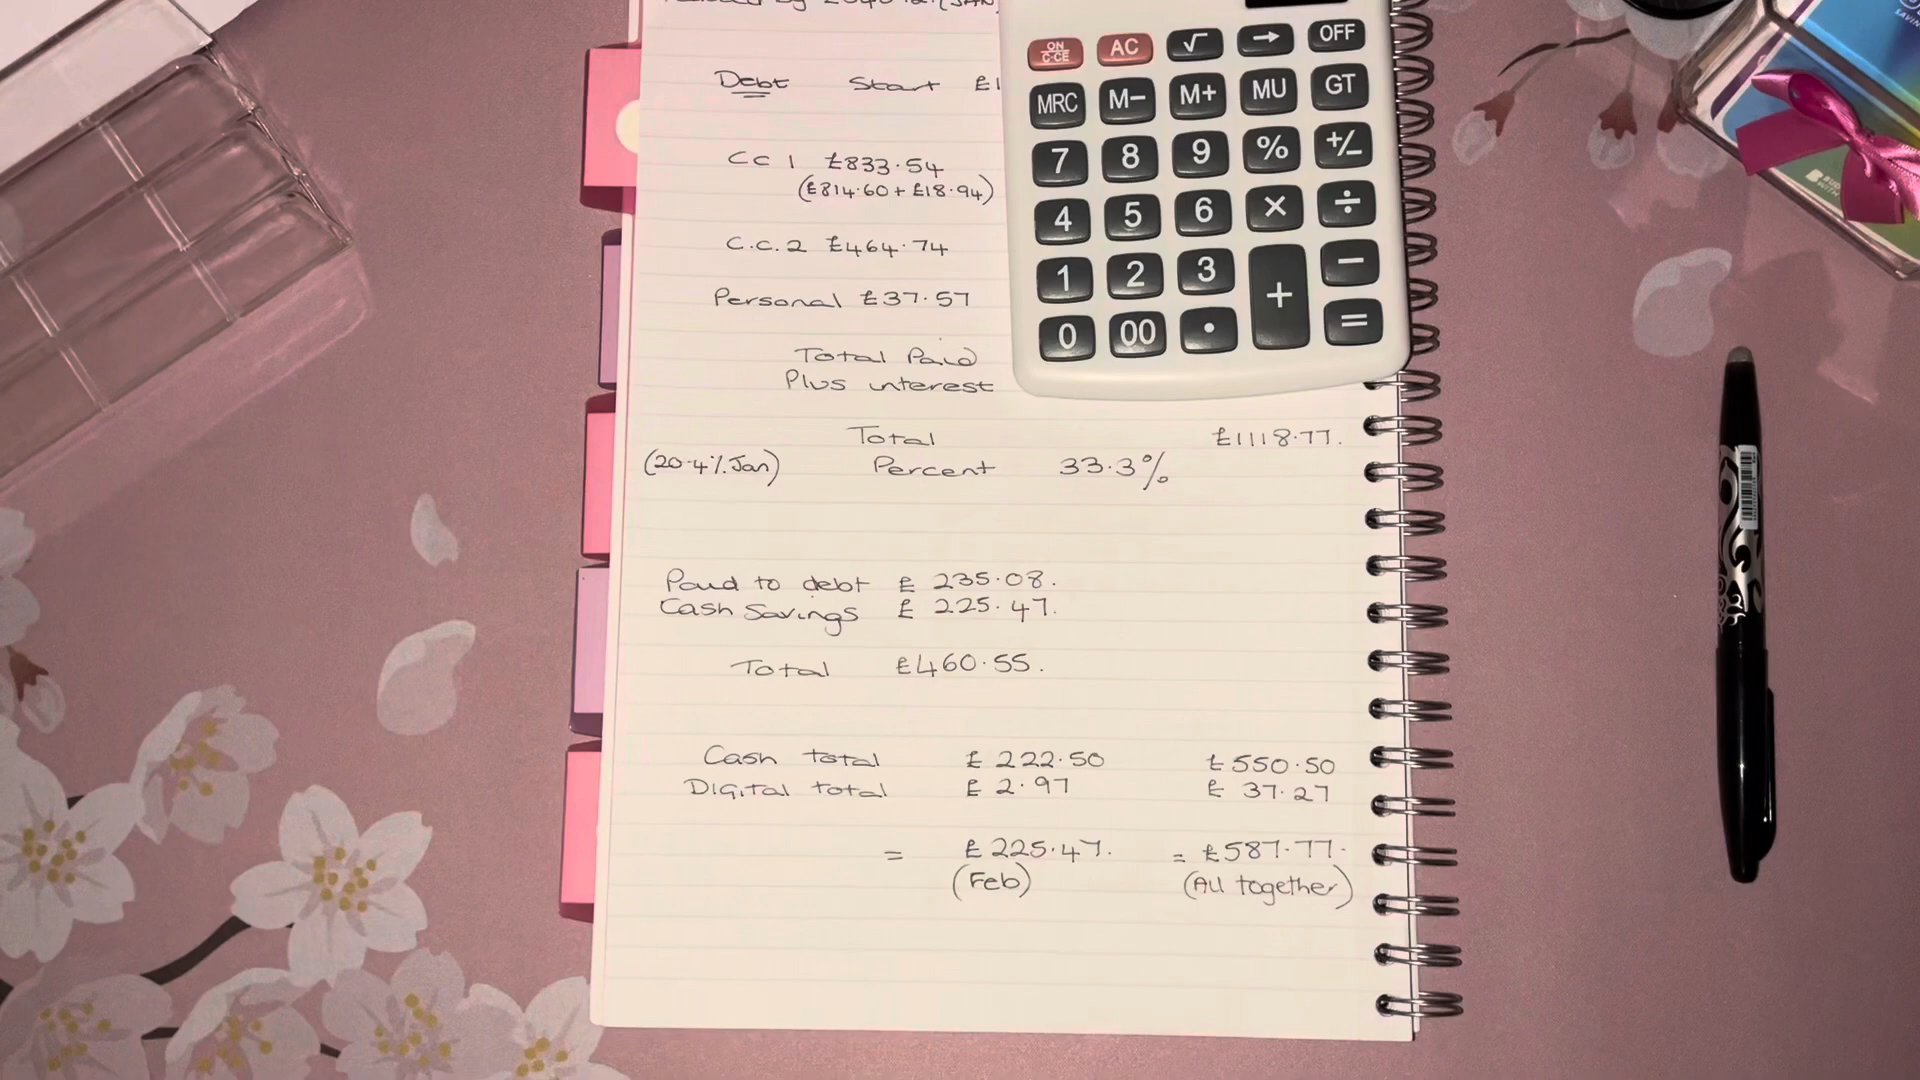 Debt Start £1
CC 1 £833.54
(£814.60 + £18.94)
C.C.2 £464.74
Personal £37.57
Total Paid
Plus interest
Total £1118.77.
(20.4% Jan) Percent 33.3%
Paid to debt £ 235.08.
Cash Savings £ 225.47.
Total £460.55.
Cash total £ 222.50 £550.50
Digital total £ 2.97 £ 37.27
= £225.47. = £587.77.
(Feb) (All together)
ON C·CE AC √ → OFF
MRC M− M+ MU GT
7 8 9 % +/−
4 5 6 × ÷
1 2 3 + −
0 00 • =